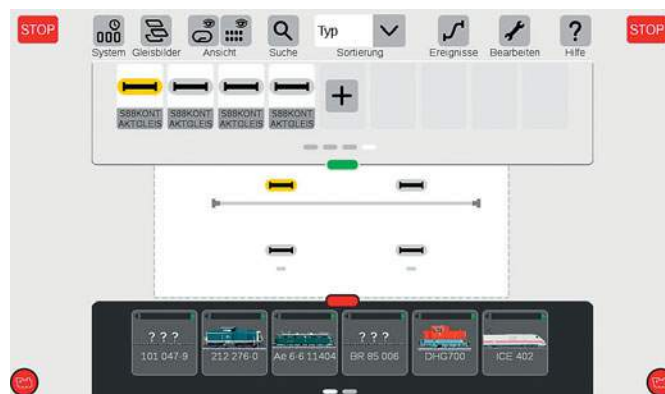 STOP
Typ
STOP
System Gleisbilder Ansicht Suche Sortierung Ereignisse Bearbeiten Hilfe
S88KONT S88KONT S88KONT S88KONT
AKTGLEIS AKTGLEIS AKTGLEIS AKTGLEIS
? ? ? ? ? ?
101 047-9 212 276-0 Ae 6-6 11404 BR 85 006 DHG700 ICE 402